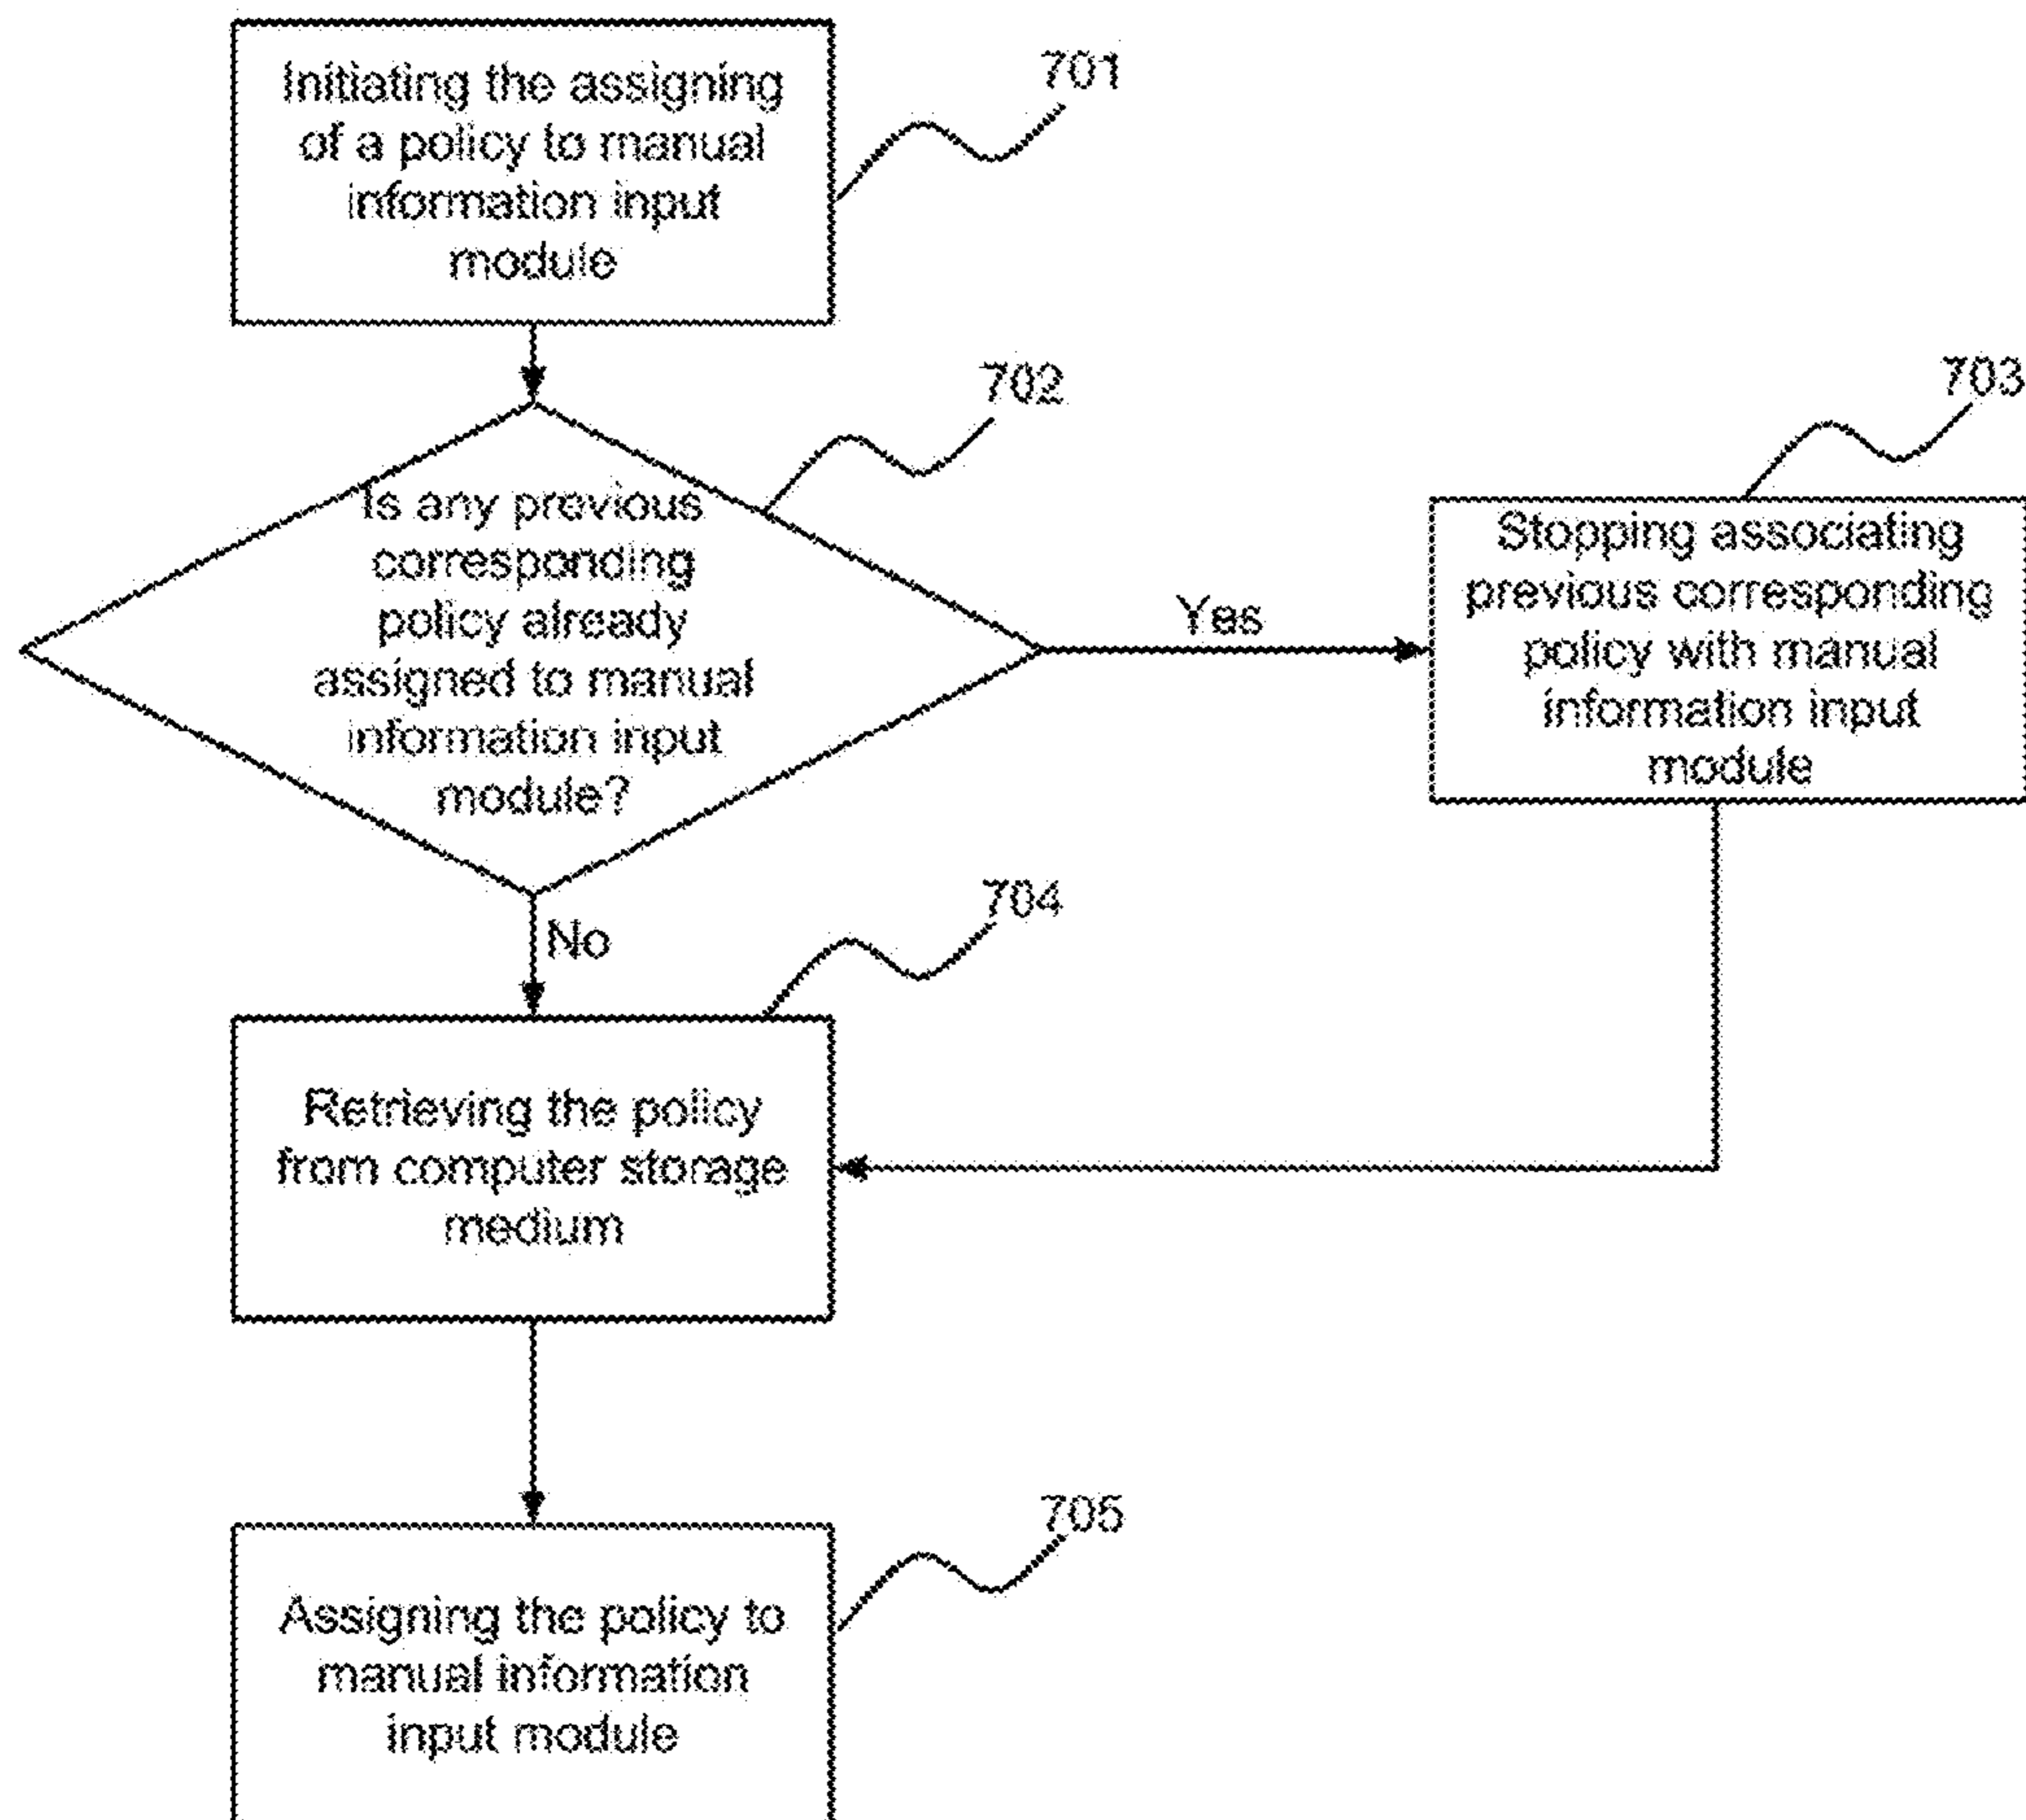 Initiating the assigning
of a policy to manual
information input
module
701
702
Is any previous
corresponding
policy already
assigned to manual
information input
module?
Yes
703
Stopping associating
previous corresponding
policy with manual
information input
module
No
704
Retrieving the policy
from computer storage
medium
705
Assigning the policy to
manual information
input module